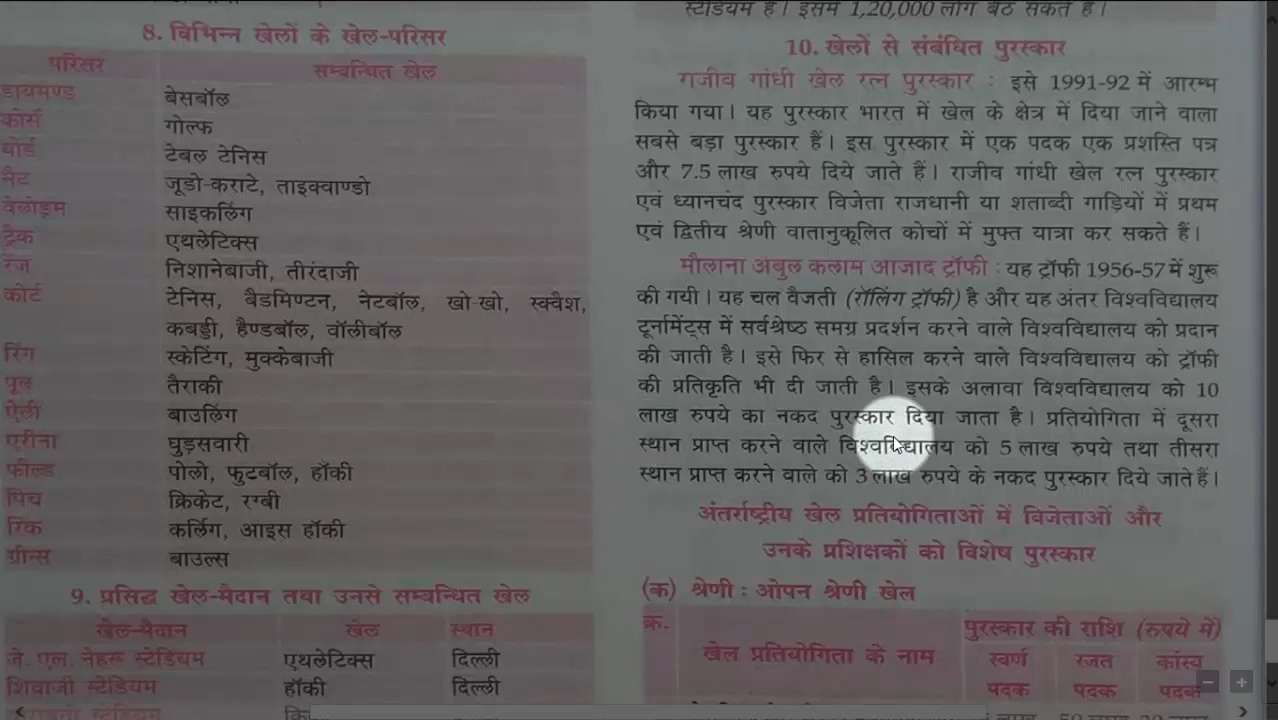 8. विभिन्न खेलों के खेल-परिसर
परिसर सम्बन्धित खेल
डायमण्ड बेसबॉल
कोर्स गोल्फ
बोर्ड टेबल टेनिस
नैट जूडो-कराटे, ताइक्वाण्डो
वेलोड्रम साइकलिंग
ट्रैक एथलेटिक्स
रेंज निशानेबाजी, तीरंदाजी
कोर्ट टेनिस, बैडमिण्टन, नेटबॉल, खो-खो, स्क्वैश,
कबड्डी, हैण्डबॉल, वॉलीबॉल
रिंग स्केटिंग, मुक्केबाजी
पूल तैराकी
ऐली बाउलिंग
एरीना घुड़सवारी
फील्ड पोलो, फुटबॉल, हॉकी
पिच क्रिकेट, रग्बी
रिंक कर्लिंग, आइस हॉकी
ग्रीन्स बाउल्स
9. प्रसिद्ध खेल-मैदान तथा उनसे सम्बन्धित खेल
खेल-मैदान खेल स्थान
जे. एल. नेहरू स्टेडियम एथलेटिक्स दिल्ली
शिवाजी स्टेडियम हॉकी दिल्ली
स्टेडियम है। इसमें 1,20,000 लोग बैठ सकते हैं।
10. खेलों से संबंधित पुरस्कार
राजीव गांधी खेल रत्न पुरस्कार : इसे 1991-92 में आरम्भ
किया गया। यह पुरस्कार भारत में खेल के क्षेत्र में दिया जाने वाला
सबसे बड़ा पुरस्कार हैं। इस पुरस्कार में एक पदक एक प्रशस्ति पत्र
और 7.5 लाख रुपये दिये जाते हैं। राजीव गांधी खेल रत्न पुरस्कार
एवं ध्यानचंद पुरस्कार विजेता राजधानी या शताब्दी गाड़ियों में प्रथम
एवं द्वितीय श्रेणी वातानुकूलित कोचों में मुफ्त यात्रा कर सकते हैं।
मौलाना अबुल कलाम आजाद ट्रॉफी : यह ट्रॉफी 1956-57 में शुरू
की गयी। यह चल वैजती (रॉलिंग ट्रॉफी) है और यह अंतर विश्वविद्यालय
टूर्नामेंट्स में सर्वश्रेष्ठ समग्र प्रदर्शन करने वाले विश्वविद्यालय को प्रदान
की जाती है। इसे फिर से हासिल करने वाले विश्वविद्यालय को ट्रॉफी
की प्रतिकृति भी दी जाती है। इसके अलावा विश्वविद्यालय को 10
लाख रुपये का नकद पुरस्कार दिया जाता है। प्रतियोगिता में दूसरा
स्थान प्राप्त करने वाले विश्वविद्यालय को 5 लाख रुपये तथा तीसरा
स्थान प्राप्त करने वाले को 3 लाख रुपये के नकद पुरस्कार दिये जाते हैं।
अंतर्राष्ट्रीय खेल प्रतियोगिताओं में विजेताओं और
उनके प्रशिक्षकों को विशेष पुरस्कार
(क) श्रेणी : ओपन श्रेणी खेल
क्र. खेल प्रतियोगिता के नाम पुरस्कार की राशि (रुपये में)
स्वर्ण रजत कांस्य
पदक पदक पदक